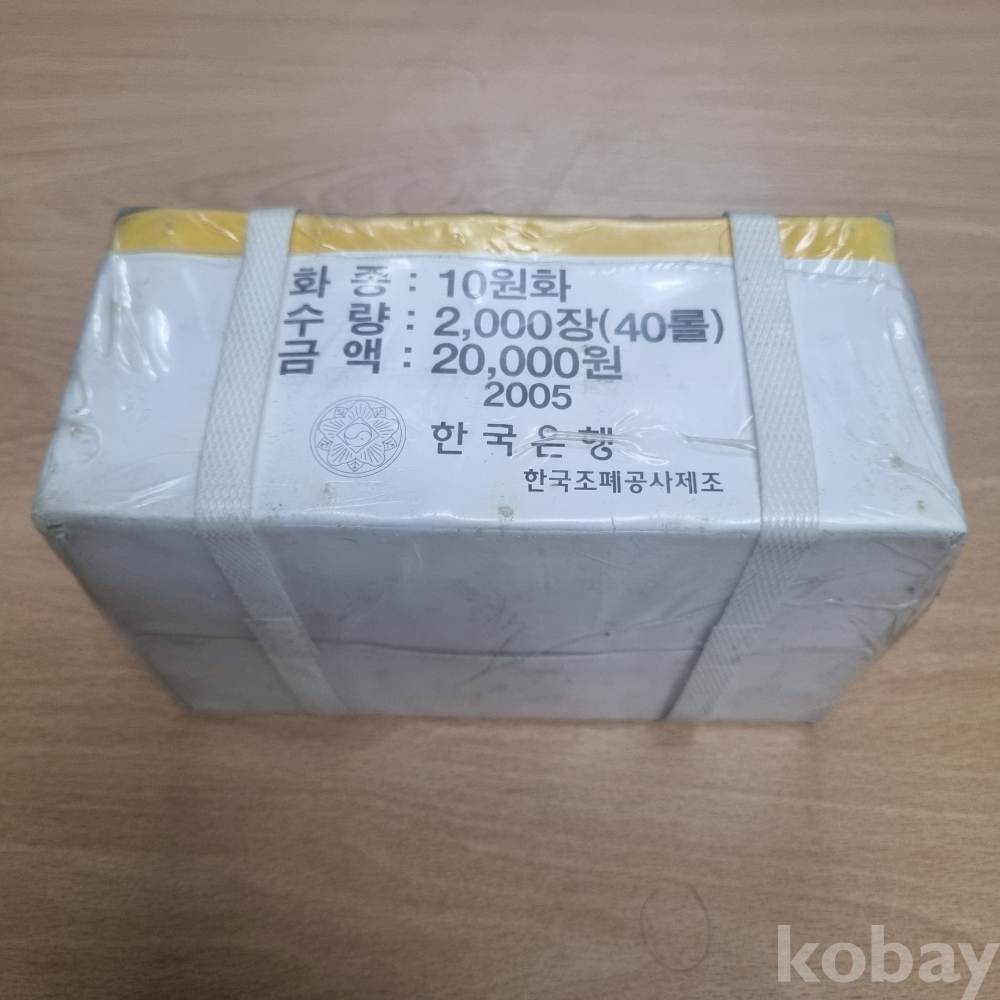 화 종 : 10원화
수 량 : 2,000장(40롤)
금 액 : 20,000원
2005
한국은행
한국조폐공사제조
kobay